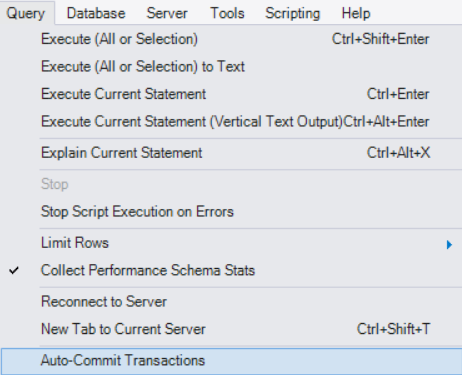 Query Database Server Tools Scripting Help
Execute (All or Selection) Ctrl+Shift+Enter
Execute (All or Selection) to Text
Execute Current Statement Ctrl+Enter
Execute Current Statement (Vertical Text Output)Ctrl+Alt+Enter
Explain Current Statement Ctrl+Alt+X
Stop
Stop Script Execution on Errors
Limit Rows
Collect Performance Schema Stats
Reconnect to Server
New Tab to Current Server Ctrl+Shift+T
Auto-Commit Transactions